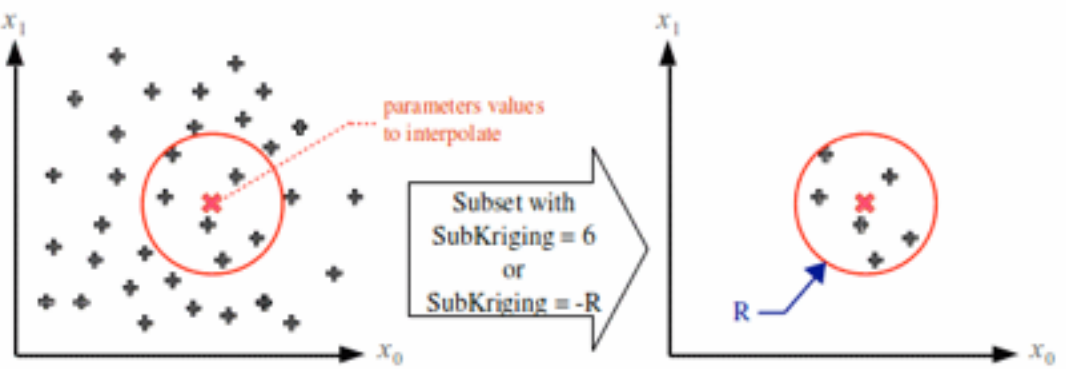 x₁
parameters values
to interpolate
x₀
Subset with
SubKriging = 6
or
SubKriging = -R
x₁
R
x₀